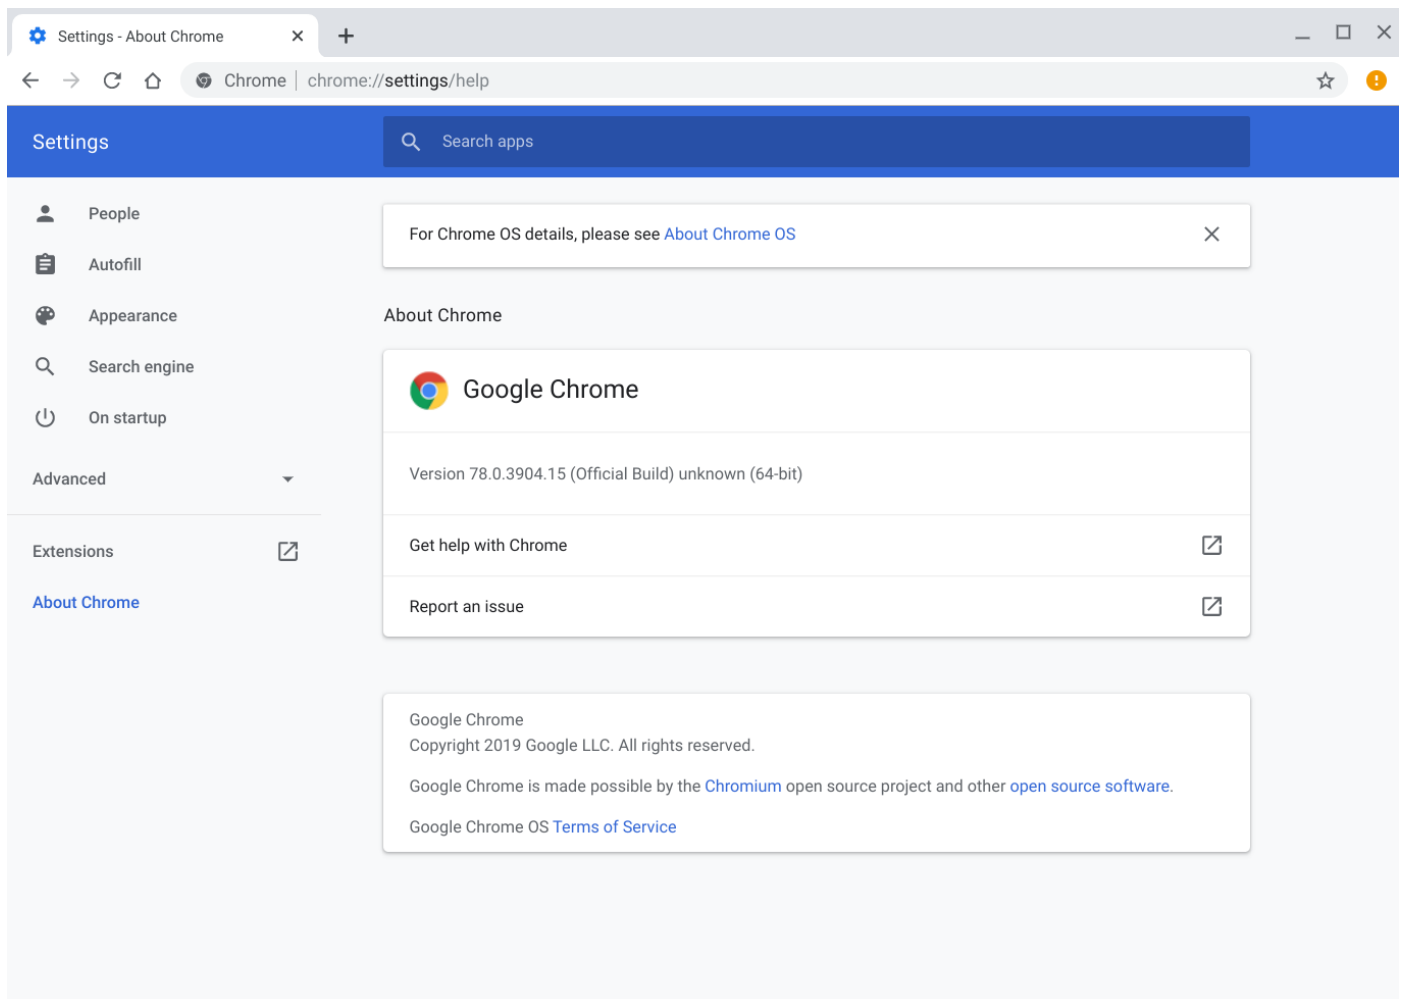 Settings - About Chrome
Chrome | chrome://settings/help
Settings
Search apps
People
Autofill
Appearance
Search engine
On startup
Advanced
Extensions
About Chrome
For Chrome OS details, please see About Chrome OS
About Chrome
Google Chrome
Version 78.0.3904.15 (Official Build) unknown (64-bit)
Get help with Chrome
Report an issue
Google Chrome
Copyright 2019 Google LLC. All rights reserved.
Google Chrome is made possible by the Chromium open source project and other open source software.
Google Chrome OS Terms of Service